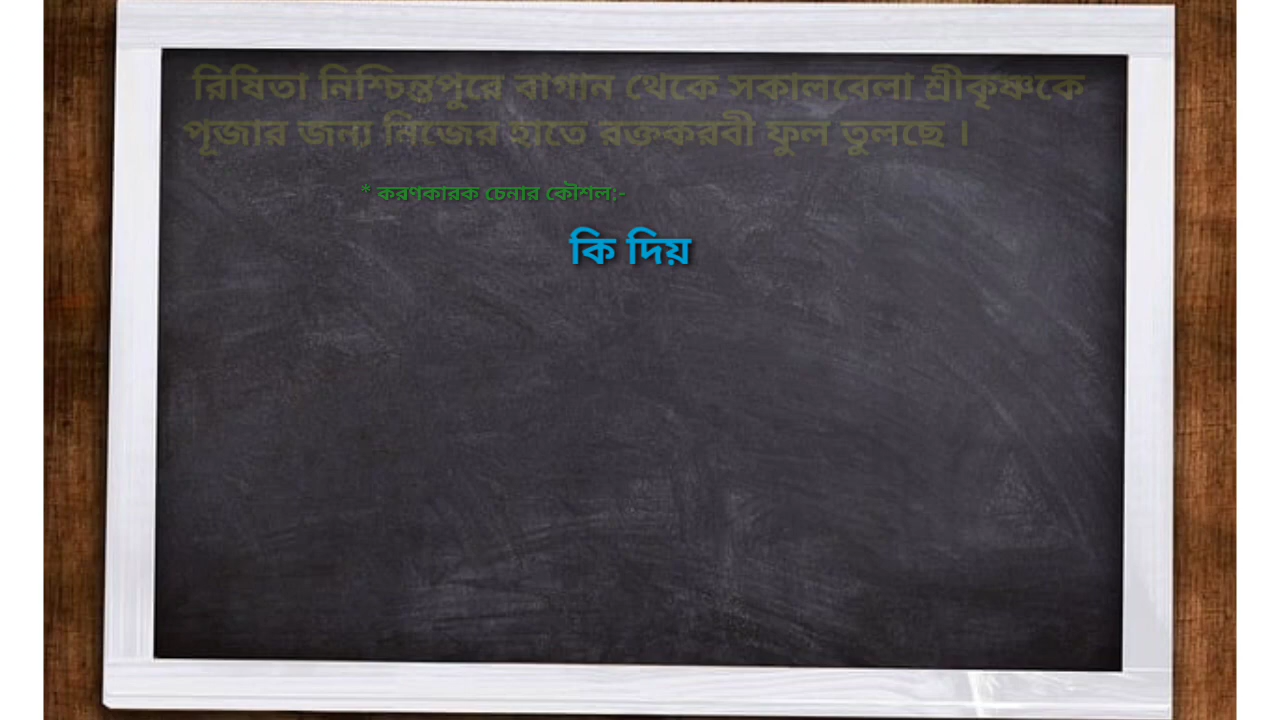 রিষিতা নিশ্চিন্তপুরে বাগান থেকে সকালবেলা শ্রীকৃষ্ণকে
পূজার জন্য নিজের হাতে রক্তকরবী ফুল তুলছে ।
* করণকারক চেনার কৌশল;-
কি দিয়